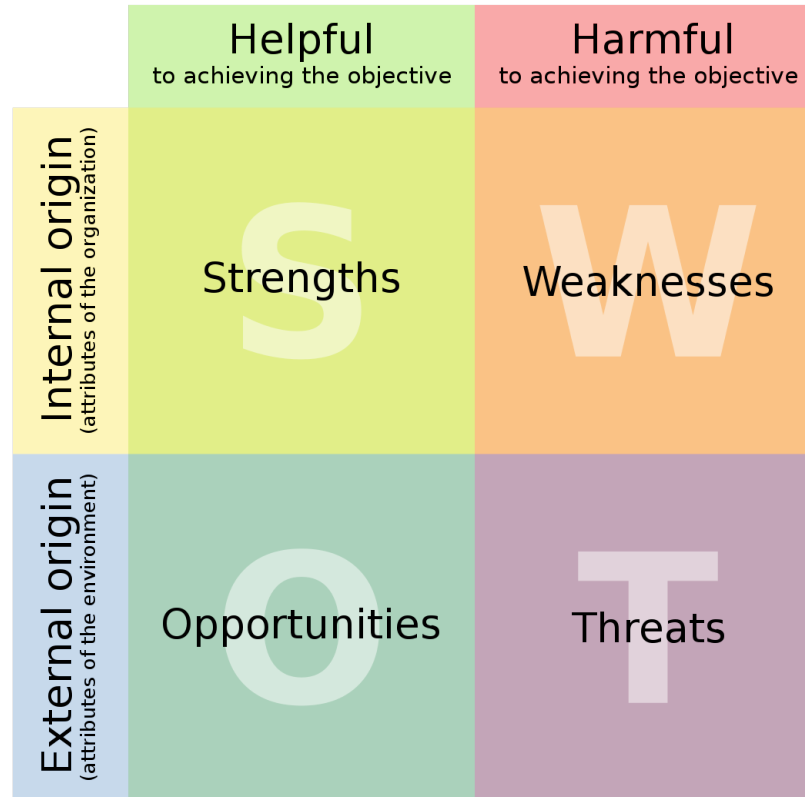 Helpful
to achieving the objective
Harmful
to achieving the objective
Internal origin
(attributes of the organization)
S
Strengths
W
Weaknesses
External origin
(attributes of the environment)
O
Opportunities
T
Threats